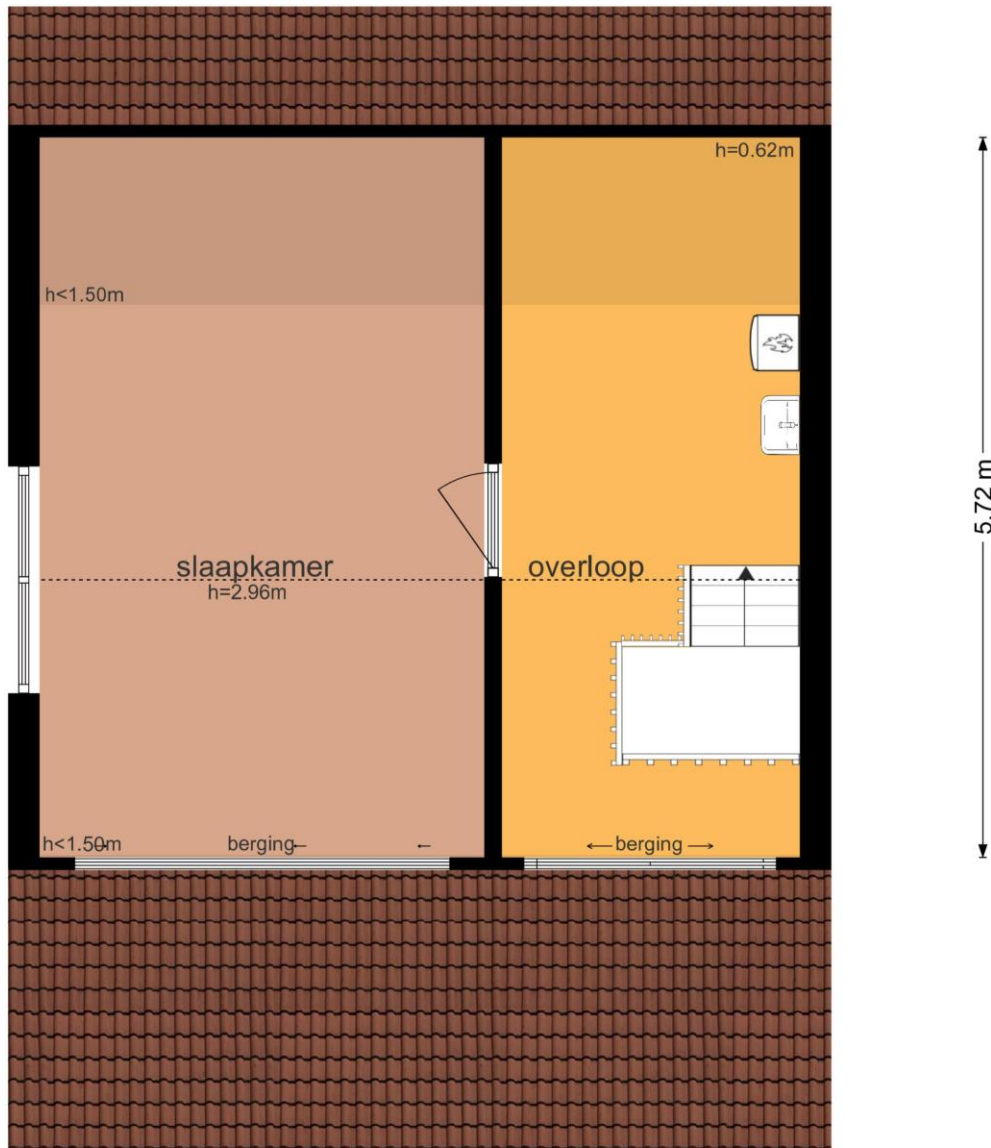 h=0.62m
h<1.50m
slaapkamer
h=2.96m
overloop
5.72 m
h<1.50m
berging
berging